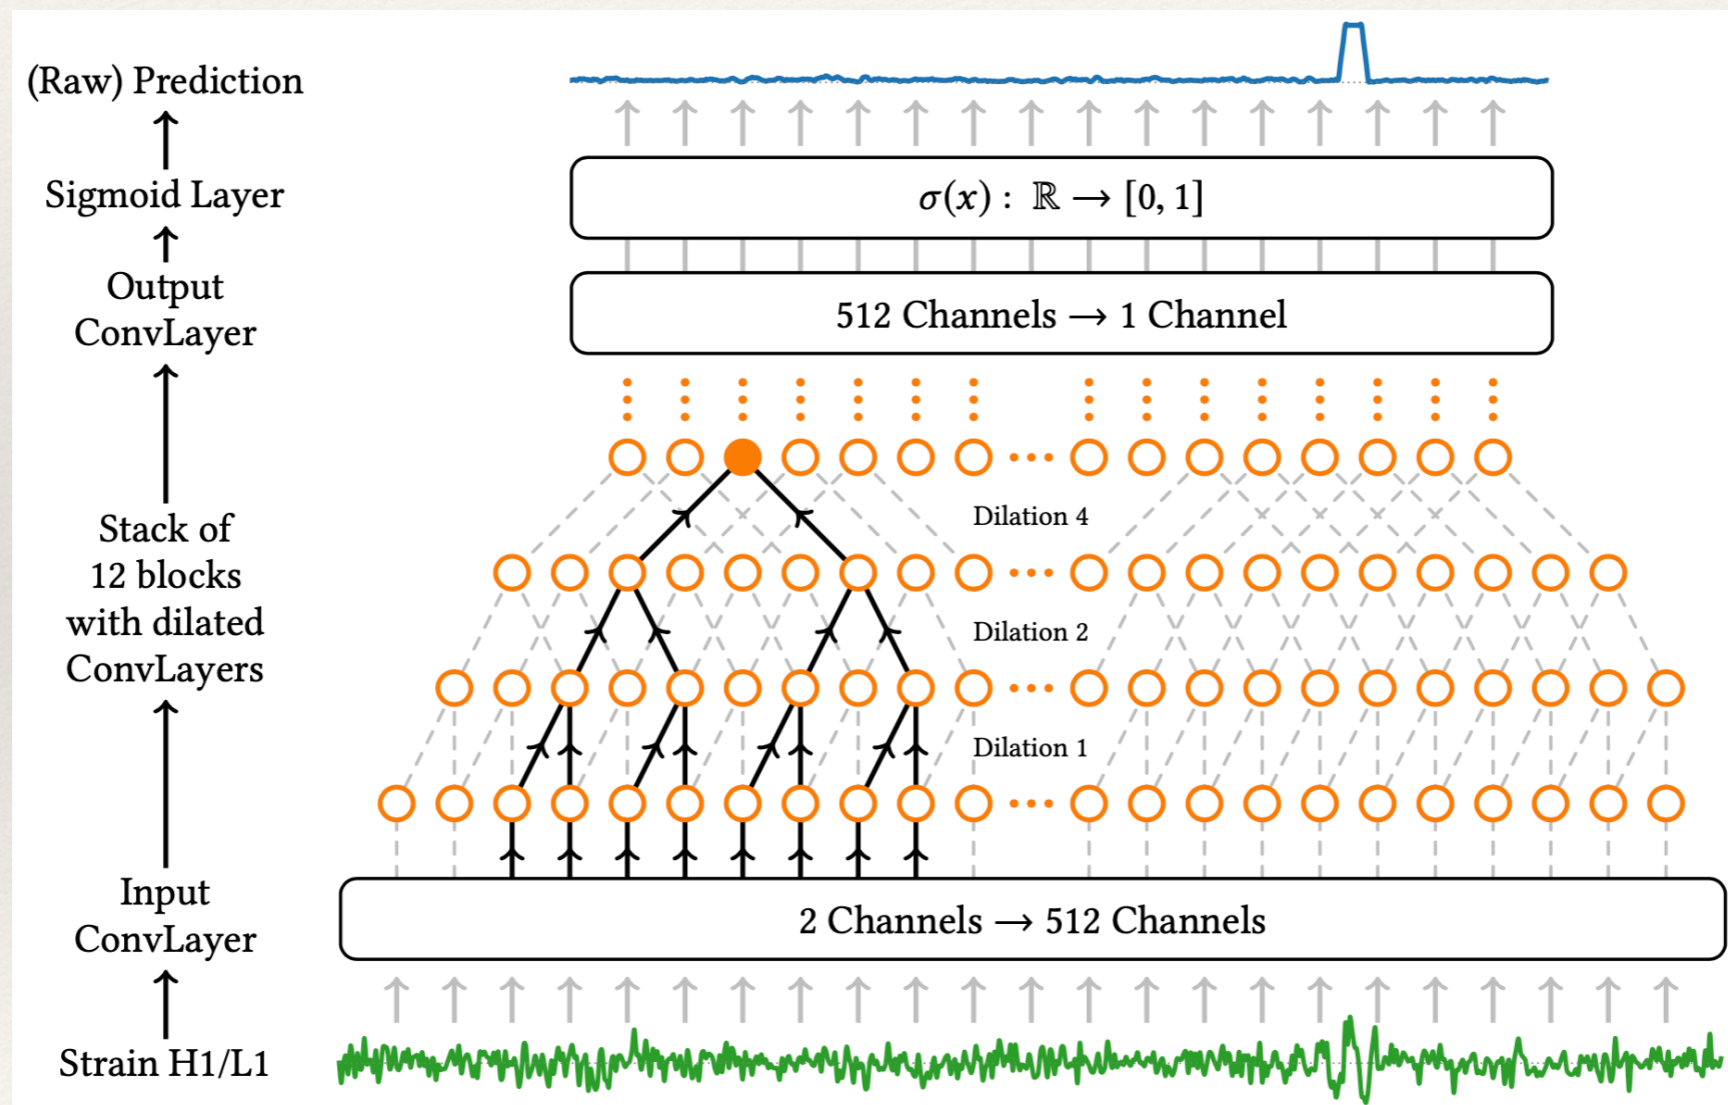 (Raw) Prediction
Sigmoid Layer
σ(x) : ℝ → [0, 1]
Output
ConvLayer
512 Channels → 1 Channel
Stack of
12 blocks
with dilated
ConvLayers
Dilation 4
Dilation 2
Dilation 1
Input
ConvLayer
2 Channels → 512 Channels
Strain H1/L1